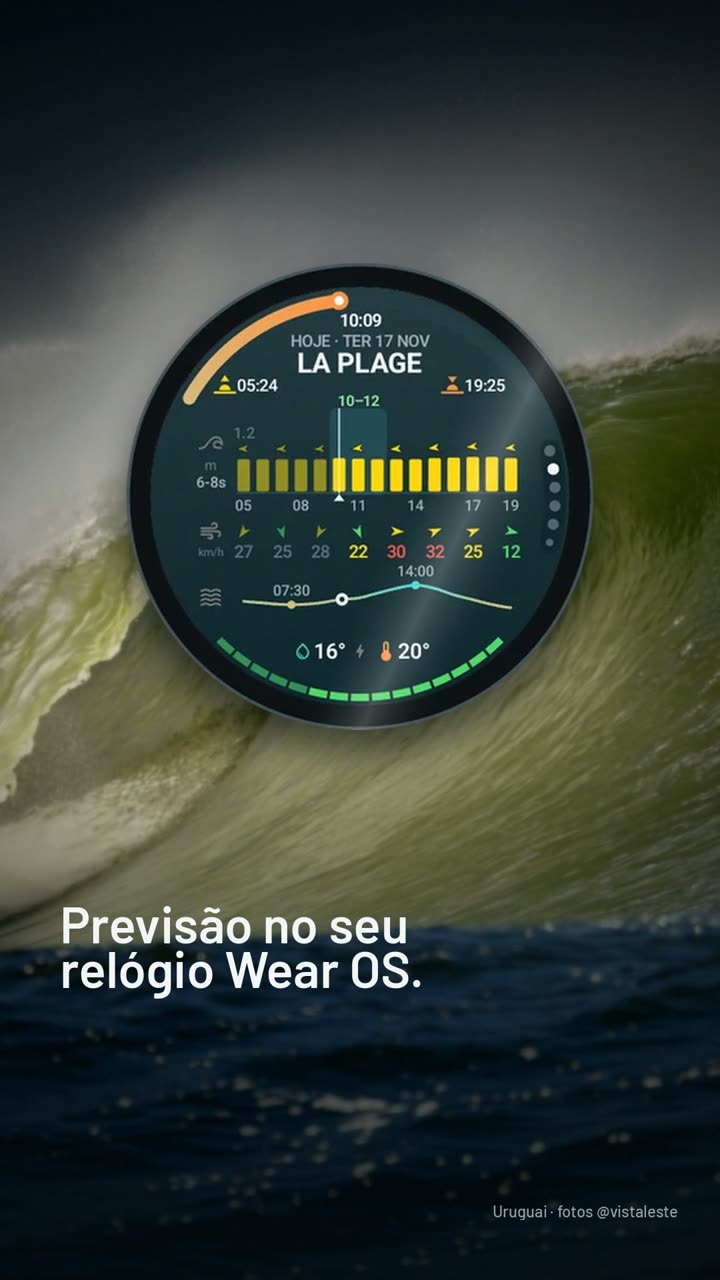 10:09
HOJE · TER 17 NOV
LA PLAGE
05:24 19:25
10–12
1.2
m
6-8s
05 08 11 14 17 19
km/h 27 25 28 22 30 32 25 12
14:00
07:30
16° 20°
Previsão no seu
relógio Wear OS.
Uruguai · fotos @vistaleste